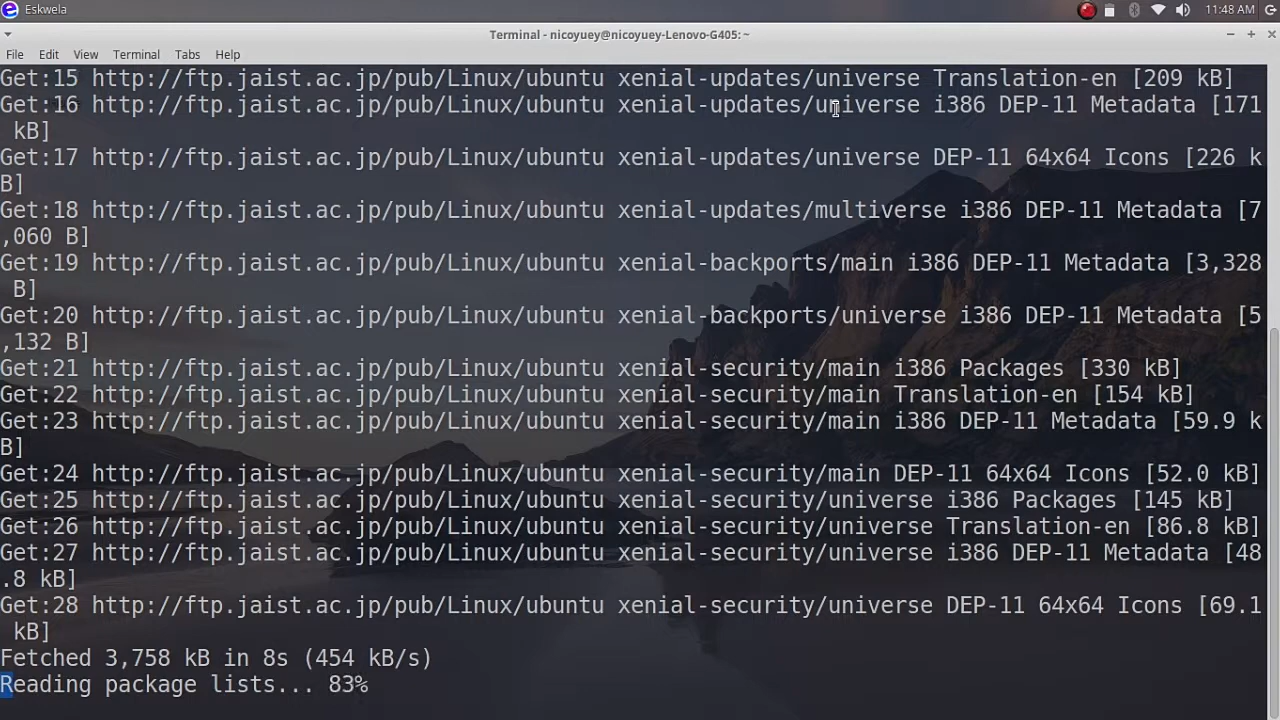 Eskwela
11:48 AM
Terminal - nicoyuey@nicoyuey-Lenovo-G405: ~
File Edit View Terminal Tabs Help
Get:15 http://ftp.jaist.ac.jp/pub/Linux/ubuntu xenial-updates/universe Translation-en [209 kB]
Get:16 http://ftp.jaist.ac.jp/pub/Linux/ubuntu xenial-updates/universe i386 DEP-11 Metadata [171
 kB]
Get:17 http://ftp.jaist.ac.jp/pub/Linux/ubuntu xenial-updates/universe DEP-11 64x64 Icons [226 k
B]
Get:18 http://ftp.jaist.ac.jp/pub/Linux/ubuntu xenial-updates/multiverse i386 DEP-11 Metadata [7
,060 B]
Get:19 http://ftp.jaist.ac.jp/pub/Linux/ubuntu xenial-backports/main i386 DEP-11 Metadata [3,328
 B]
Get:20 http://ftp.jaist.ac.jp/pub/Linux/ubuntu xenial-backports/universe i386 DEP-11 Metadata [5
,132 B]
Get:21 http://ftp.jaist.ac.jp/pub/Linux/ubuntu xenial-security/main i386 Packages [330 kB]
Get:22 http://ftp.jaist.ac.jp/pub/Linux/ubuntu xenial-security/main Translation-en [154 kB]
Get:23 http://ftp.jaist.ac.jp/pub/Linux/ubuntu xenial-security/main i386 DEP-11 Metadata [59.9 k
B]
Get:24 http://ftp.jaist.ac.jp/pub/Linux/ubuntu xenial-security/main DEP-11 64x64 Icons [52.0 kB]
Get:25 http://ftp.jaist.ac.jp/pub/Linux/ubuntu xenial-security/universe i386 Packages [145 kB]
Get:26 http://ftp.jaist.ac.jp/pub/Linux/ubuntu xenial-security/universe Translation-en [86.8 kB]
Get:27 http://ftp.jaist.ac.jp/pub/Linux/ubuntu xenial-security/universe i386 DEP-11 Metadata [48
.8 kB]
Get:28 http://ftp.jaist.ac.jp/pub/Linux/ubuntu xenial-security/universe DEP-11 64x64 Icons [69.1
 kB]
Fetched 3,758 kB in 8s (454 kB/s)
Reading package lists... 83%